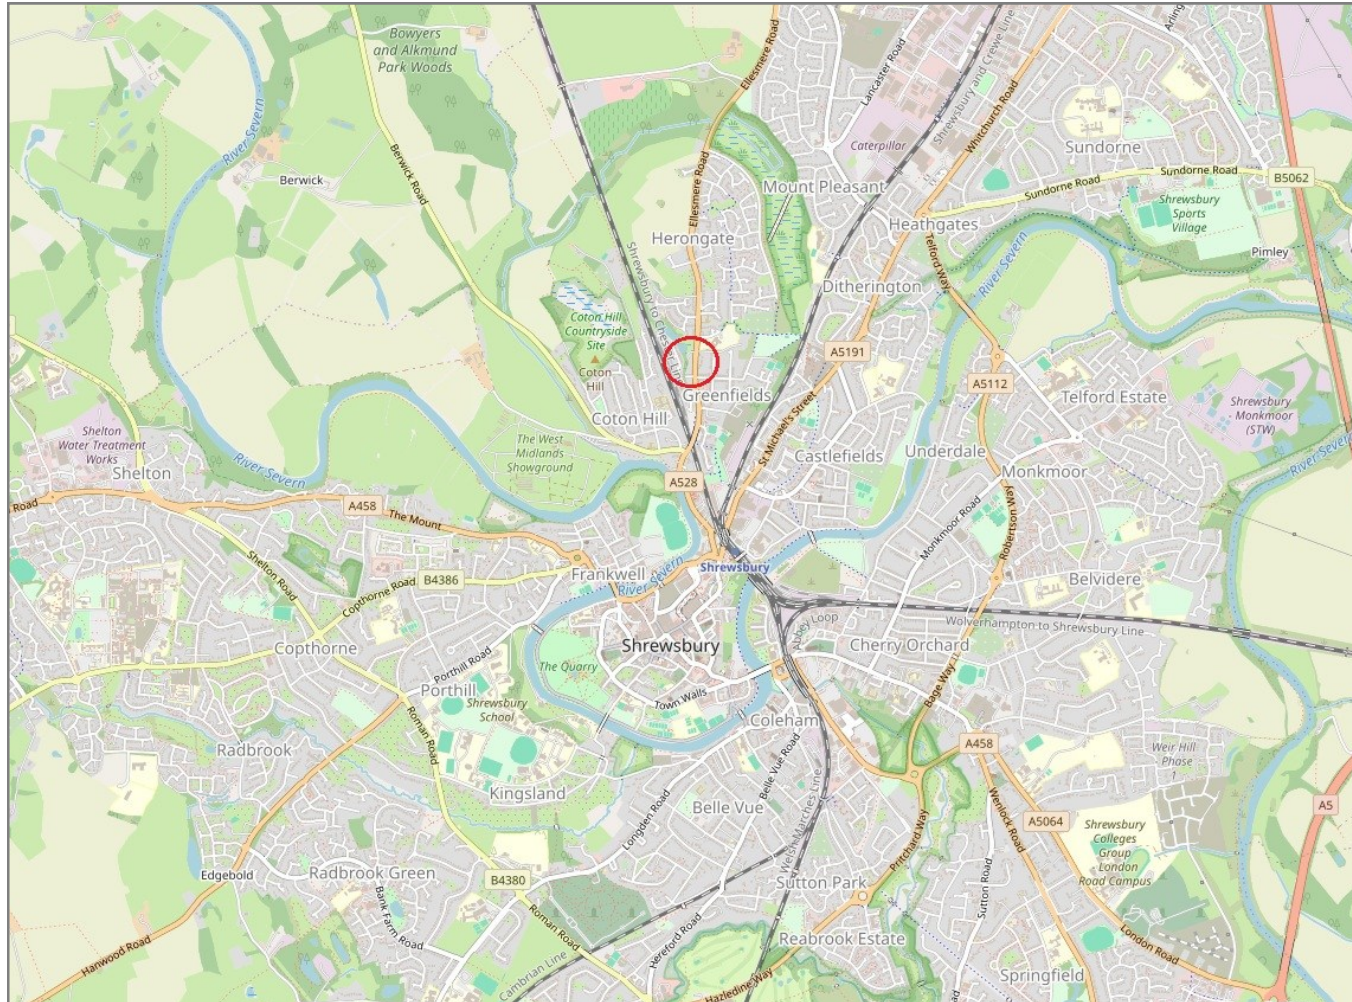 Bowyers
and Alkmund
Park Woods
Ellesmere Road
Lancaster Road
Shrewsbury and Crewe Line
Arling
Whitchurch Road
River Severn
Berwick
Berwick Road
Caterpillar
Sundorne
Mount Pleasant
Sundorne Road
Sundorne Road
B5062
Shrewsbury
Sports
Village
Ellesmere Road
Herongate
Heathgates
Telford Way
Pimley
Shrewsbury Chester Line
River Severn
Ditherington
Coton Hill
Countryside
Site
Coton
Hill
A5191
A5112
Greenfields
Coton Hill
Telford Estate
Shrewsbury
Monkmoor
(STW)
St Michael's Street
Shelton
Water Treatment
Works
Shelton
The West
Midlands
Showground
River Severn
Castlefields
Underdale
Monkmoor
River Severn
A528
Road
A458
The Mount
Monkmoor Road
Robertson Way
Shelton Road
Copthorne Road
B4386
Frankwell
River Severn
Shrewsbury
Belvidere
Wolverhampton to Shrewsbury Line
Abbey Loop
Copthorne
Shrewsbury
Cherry Orchard
Porthill Road
The Quarry
Porthill
Shrewsbury
School
Town Walls
Bage Way
Roman Road
Coleham
Radbrook
A458
Weir Hill
Phase
1
Kingsland
Belle Vue Road
Belle Vue
Longden Road
Welsh Marches Line
Pritchard Way
Wenlock Road
A5064
A5
Shrewsbury
Colleges
Group
London
Road Campus
Edgebold
Radbrook Green
B4380
Sutton Park
Sutton Road
Bank Farm Road
Roman Road
Hereford Road
Reabrook Estate
Hanwood Road
Cambrian Line
Hazledine Way
London Road
Springfield